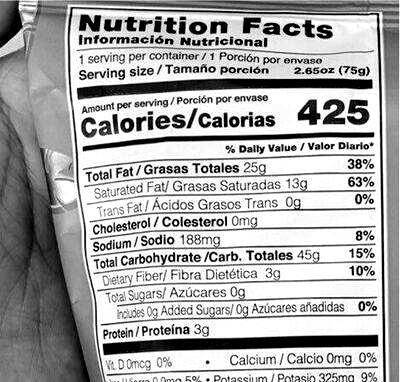 Nutrition Facts
Información Nutricional
1 serving per container / 1 Porción por envase
Serving size / Tamaño porción 2.65oz (75g)
Amount per serving / Porción por envase
Calories/Calorias 425
% Daily Value / Valor Diario*
Total Fat / Grasas Totales 25g 38%
Saturated Fat/ Grasas Saturadas 13g 63%
Trans Fat / Ácidos Grasos Trans 0g 0%
Cholesterol / Colesterol 0mg
Sodium / Sodio 188mg 8%
Total Carbohydrate /Carb. Totales 45g 15%
Dietary Fiber/ Fibra Dietética 3g 10%
Total Sugars/ Azúcares 0g
Includes 0g Added Sugars/ 0g Azúcares añadidas 0%
Protein / Proteína 3g
Vit. D 0mcg 0% • Calcium / Calcio 0mg 0%
5% • Potassium / Potasio 325mg 9%